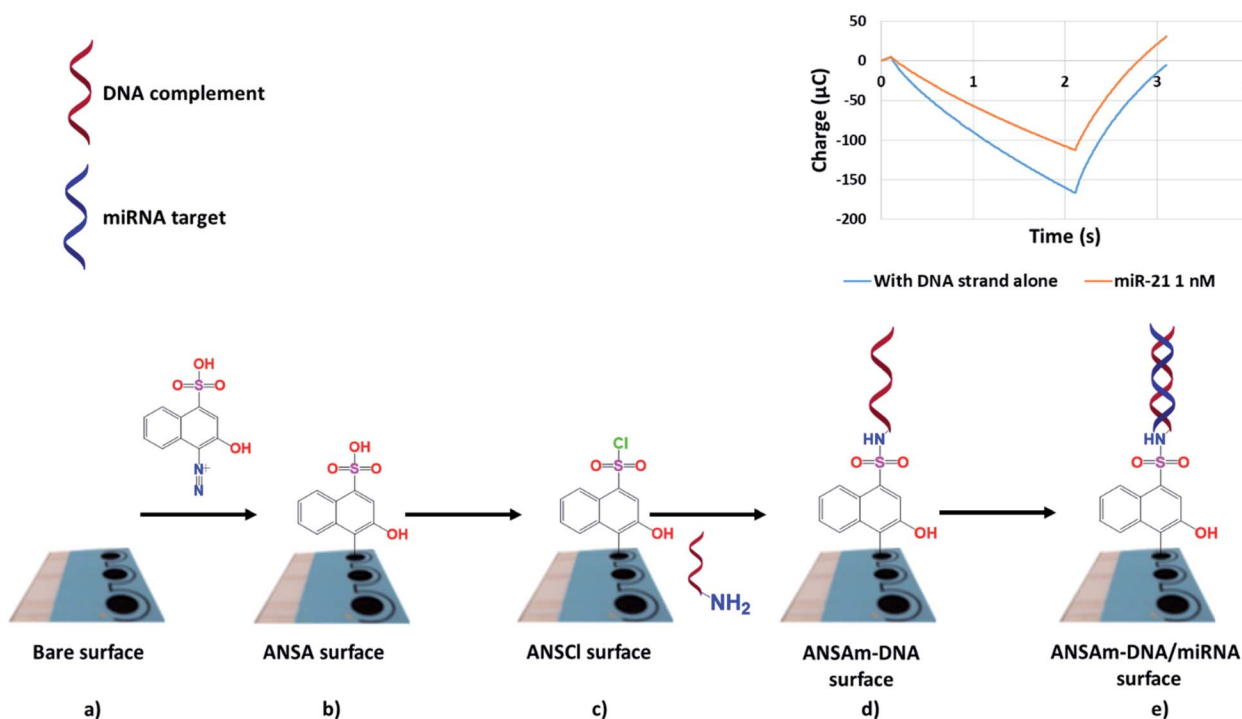 DNA complement
miRNA target
50
0
-50
-100
-150
-200
0
1
2
3
Charge (µC)
Time (s)
With DNA strand alone
miR-21 1 nM
OH
O=S=O
OH
N+
N
OH
O=S=O
OH
Cl
O=S=O
OH
NH2
HN
O=S=O
OH
HN
O=S=O
OH
Bare surface
ANSA surface
ANSCl surface
ANSAm-DNA
surface
ANSAm-DNA/miRNA
surface
a)
b)
c)
d)
e)